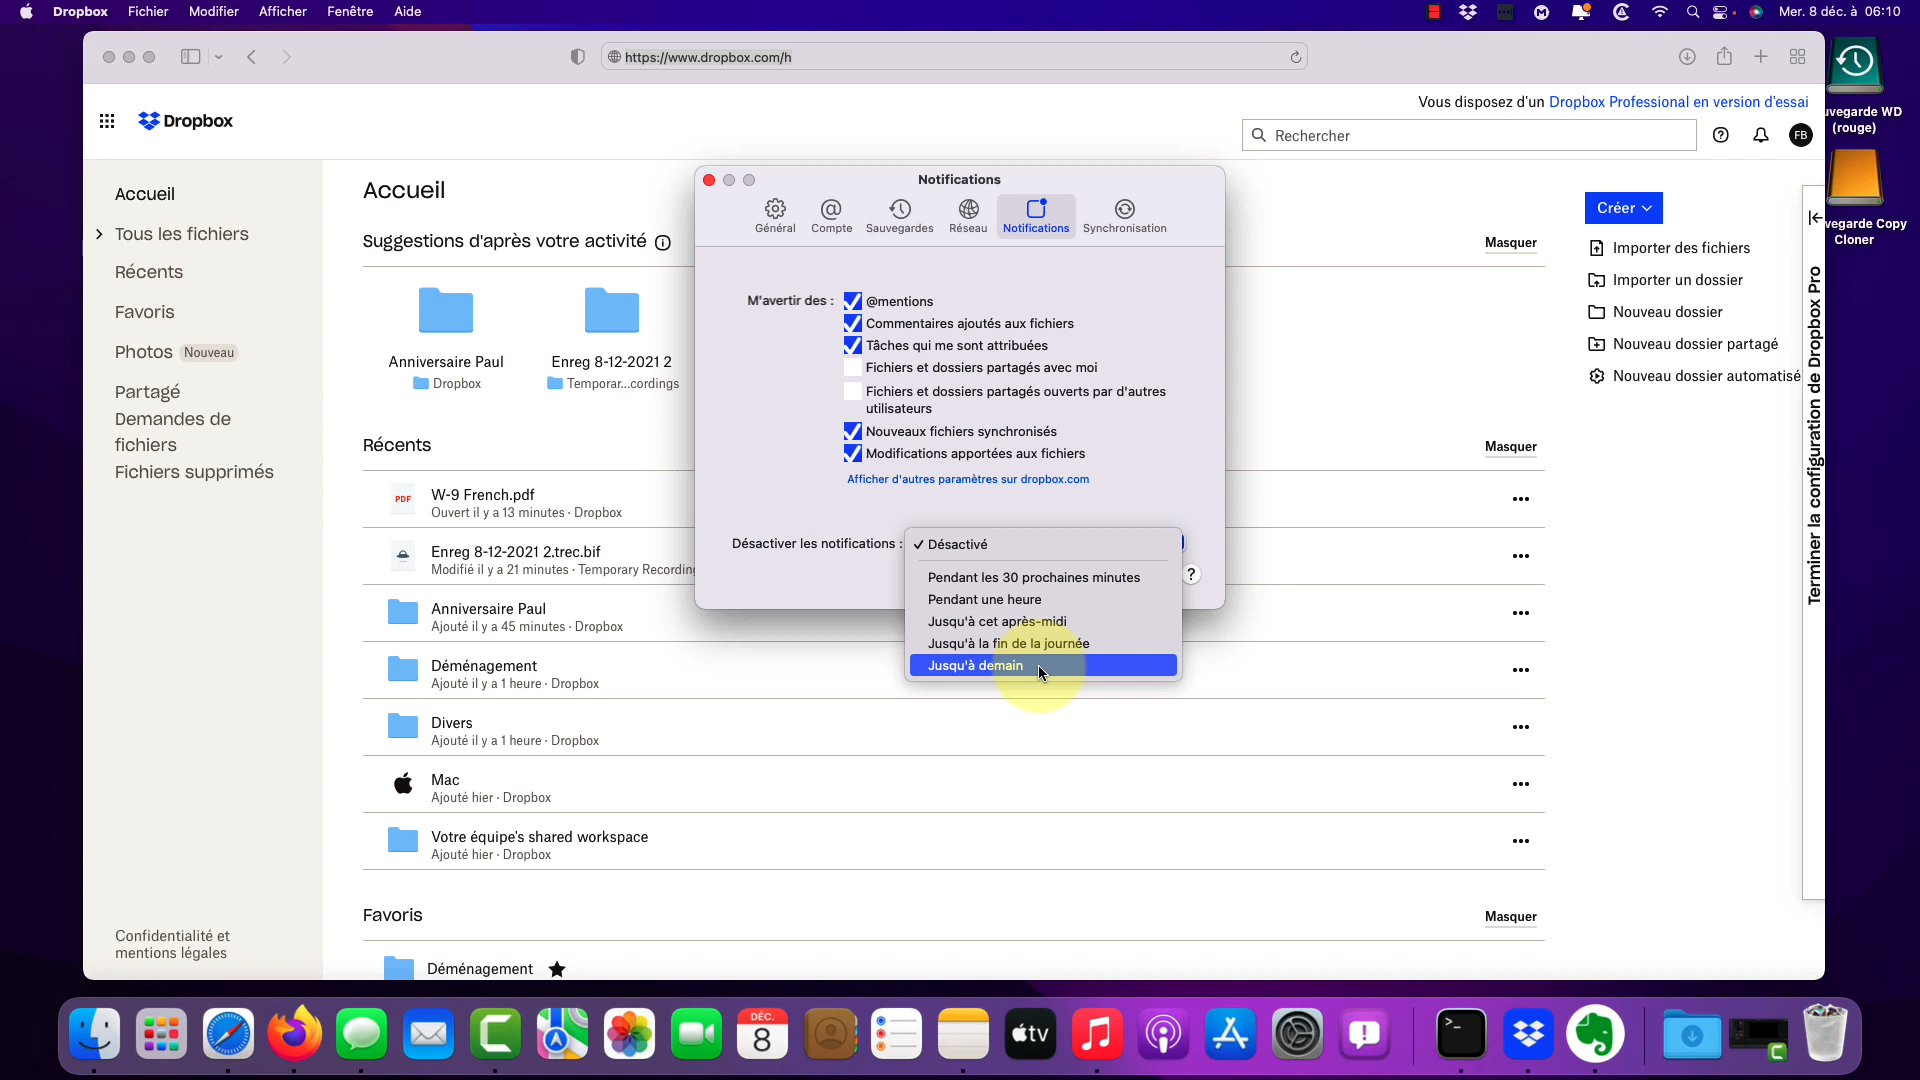 Dropbox Fichier Modifier Afficher Fenêtre Aide
Mer. 8 déc. à 06:10
https://www.dropbox.com/h
Vous disposez d'un Dropbox Professional en version d'essai
Dropbox
Rechercher
FB
Accueil
Tous les fichiers
Récents
Favoris
Photos Nouveau
Partagé
Demandes de
fichiers
Fichiers supprimés
Confidentialité et
mentions légales
Accueil
Suggestions d'après votre activité
Masquer
Anniversaire Paul
Dropbox
Enreg 8-12-2021 2
Temporar...cordings
Récents
Masquer
PDF
W-9 French.pdf
Ouvert il y a 13 minutes · Dropbox
Enreg 8-12-2021 2.trec.bif
Modifié il y a 21 minutes · Temporary Recordin
Anniversaire Paul
Ajouté il y a 45 minutes · Dropbox
Déménagement
Ajouté il y a 1 heure · Dropbox
Divers
Ajouté il y a 1 heure · Dropbox
Mac
Ajouté hier · Dropbox
Votre équipe's shared workspace
Ajouté hier · Dropbox
Favoris
Masquer
Déménagement
Notifications
Général
Compte
Sauvegardes
Réseau
Notifications
Synchronisation
M'avertir des :
@mentions
Commentaires ajoutés aux fichiers
Tâches qui me sont attribuées
Fichiers et dossiers partagés avec moi
Fichiers et dossiers partagés ouverts par d'autres
utilisateurs
Nouveaux fichiers synchronisés
Modifications apportées aux fichiers
Afficher d'autres paramètres sur dropbox.com
Désactiver les notifications :
✓ Désactivé
Pendant les 30 prochaines minutes
Pendant une heure
Jusqu'à cet après-midi
Jusqu'à la fin de la journée
Jusqu'à demain
?
Créer
Importer des fichiers
Importer un dossier
Nouveau dossier
Nouveau dossier partagé
Nouveau dossier automatisé
Terminer la configuration de Dropbox Pro
uvegarde WD
(rouge)
vegarde Copy
Cloner
DÉC.
8
tv